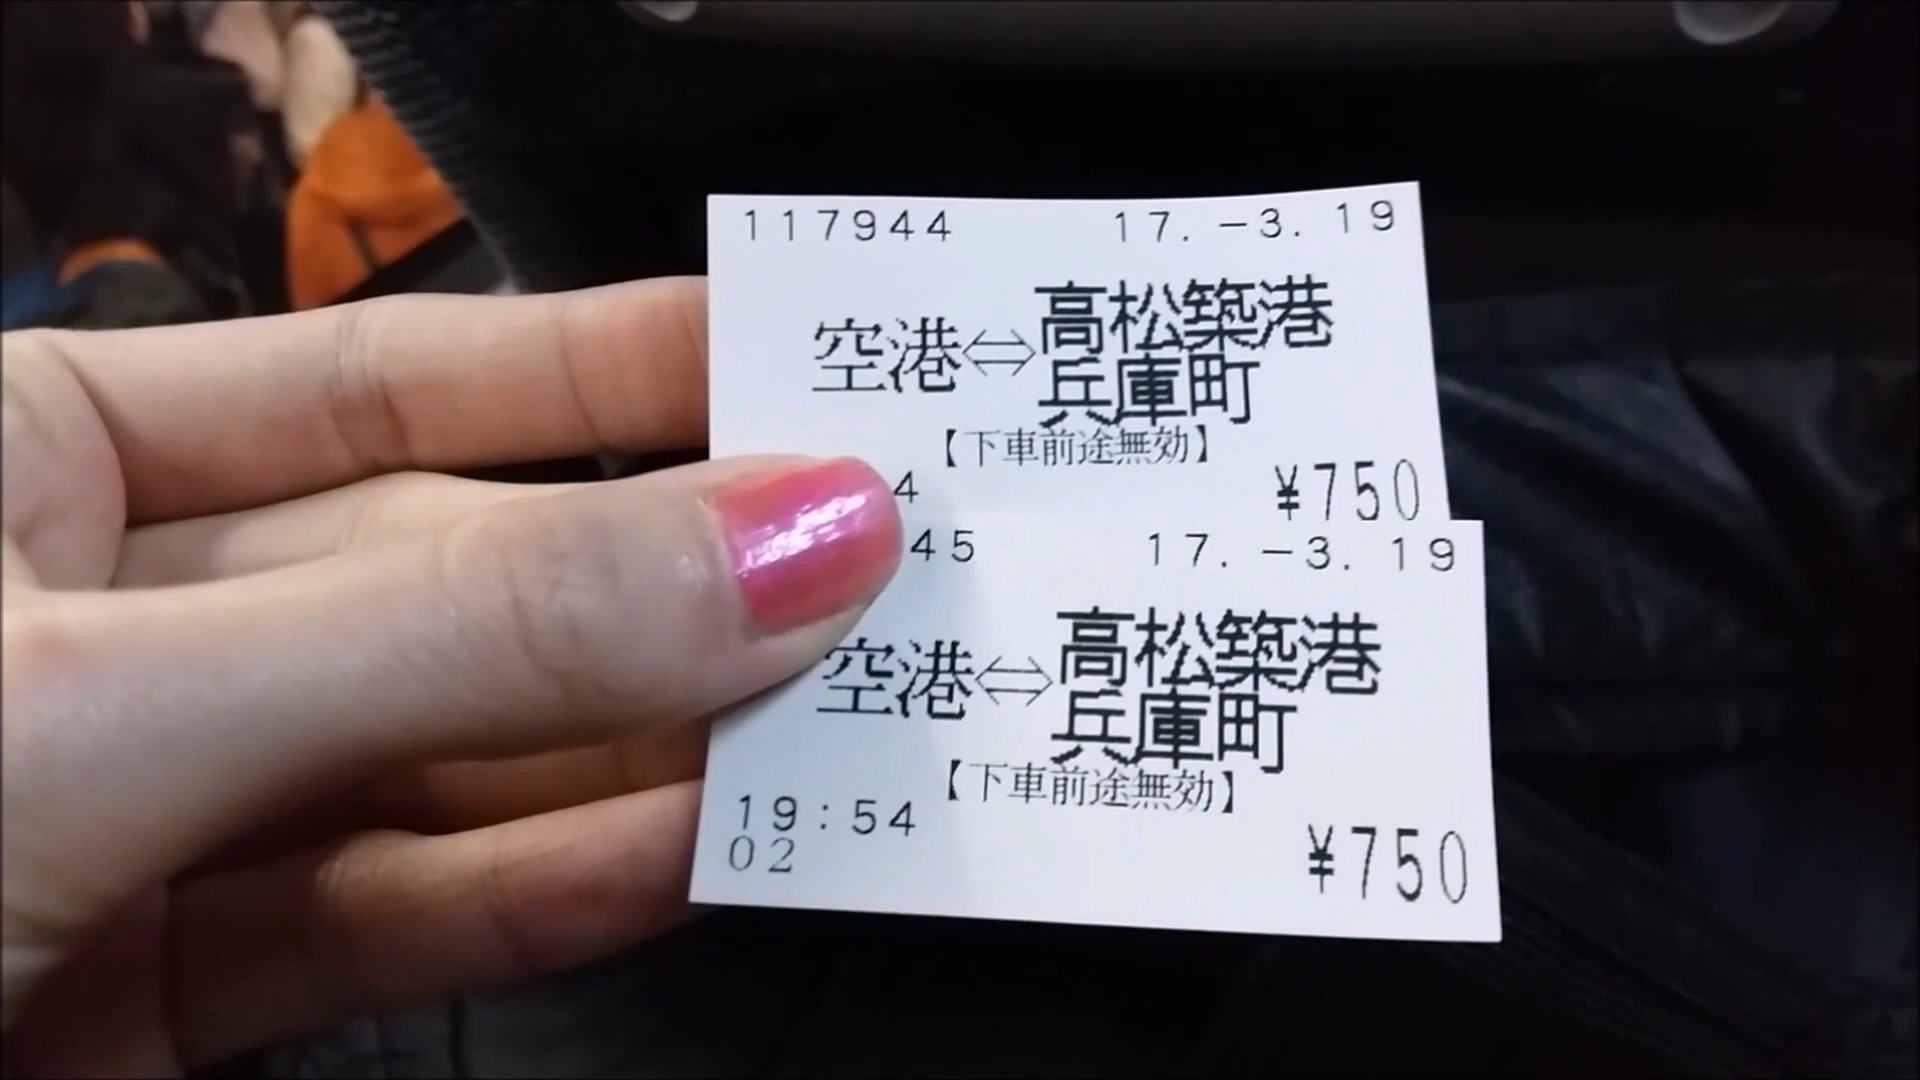 117944 17.-3.19
空港⇔高松築港
兵庫町
【下車前途無効】
4 ¥750
45 17.-3.19
空港⇔高松築港
兵庫町
【下車前途無効】
19:54
02 ¥750